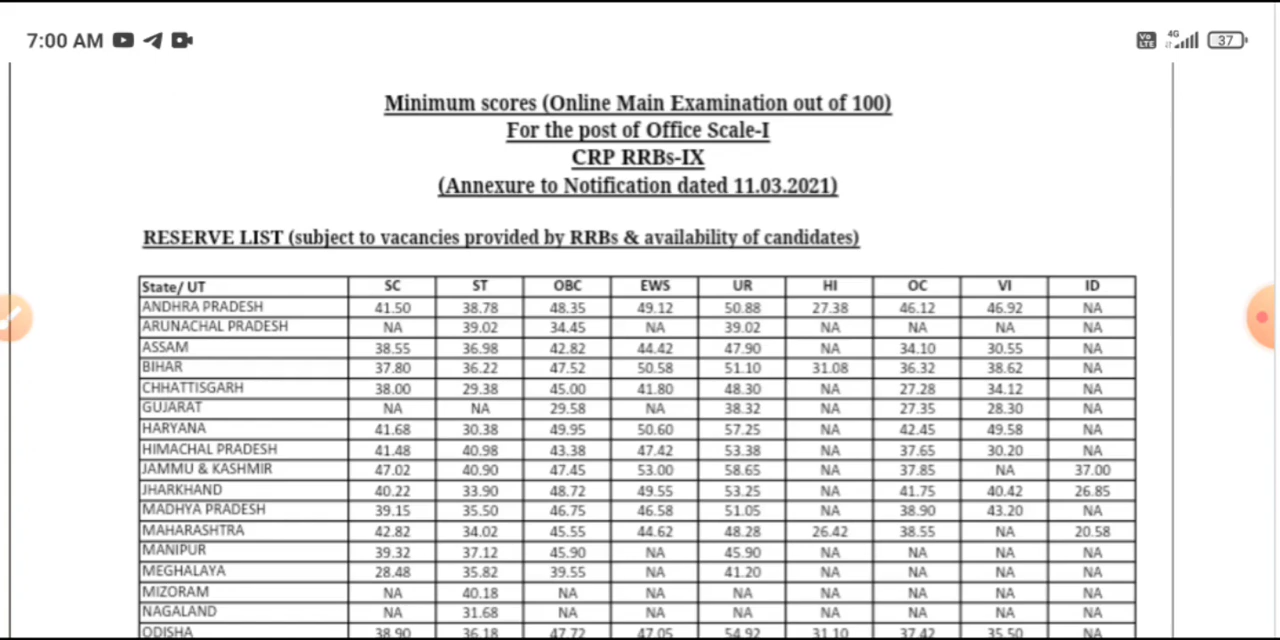 7:00 AM
Vo LTE 4G 37
Minimum scores (Online Main Examination out of 100)
For the post of Office Scale-I
CRP RRBs-IX
(Annexure to Notification dated 11.03.2021)
RESERVE LIST (subject to vacancies provided by RRBs & availability of candidates)
State/ UT SC ST OBC EWS UR HI OC VI ID
ANDHRA PRADESH 41.50 38.78 48.35 49.12 50.88 27.38 46.12 46.92 NA
ARUNACHAL PRADESH NA 39.02 34.45 NA 39.02 NA NA NA NA
ASSAM 38.55 36.98 42.82 44.42 47.90 NA 34.10 30.55 NA
BIHAR 37.80 36.22 47.52 50.58 51.10 31.08 36.32 38.62 NA
CHHATTISGARH 38.00 29.38 45.00 41.80 48.30 NA 27.28 34.12 NA
GUJARAT NA NA 29.58 NA 38.32 NA 27.35 28.30 NA
HARYANA 41.68 30.38 49.95 50.60 57.25 NA 42.45 49.58 NA
HIMACHAL PRADESH 41.48 40.98 43.38 47.42 53.38 NA 37.65 30.20 NA
JAMMU & KASHMIR 47.02 40.90 47.45 53.00 58.65 NA 37.85 NA 37.00
JHARKHAND 40.22 33.90 48.72 49.55 53.25 NA 41.75 40.42 26.85
MADHYA PRADESH 39.15 35.50 46.75 46.58 51.05 NA 38.90 43.20 NA
MAHARASHTRA 42.82 34.02 45.55 44.62 48.28 26.42 38.55 NA 20.58
MANIPUR 39.32 37.12 45.90 NA 45.90 NA NA NA NA
MEGHALAYA 28.48 35.82 39.55 NA 41.20 NA NA NA NA
MIZORAM NA 40.18 NA NA NA NA NA NA NA
NAGALAND NA 31.68 NA NA NA NA NA NA NA
ODISHA 38.90 36.18 47.72 47.05 54.92 31.10 37.42 35.50 NA